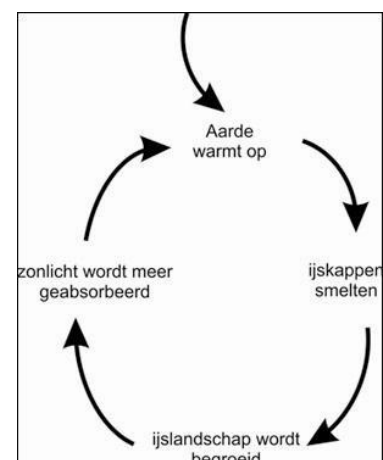 Aarde
warmt op
ijskappen
smelten
ijslandschap wordt
begroeid
zonlicht wordt meer
geabsorbeerd